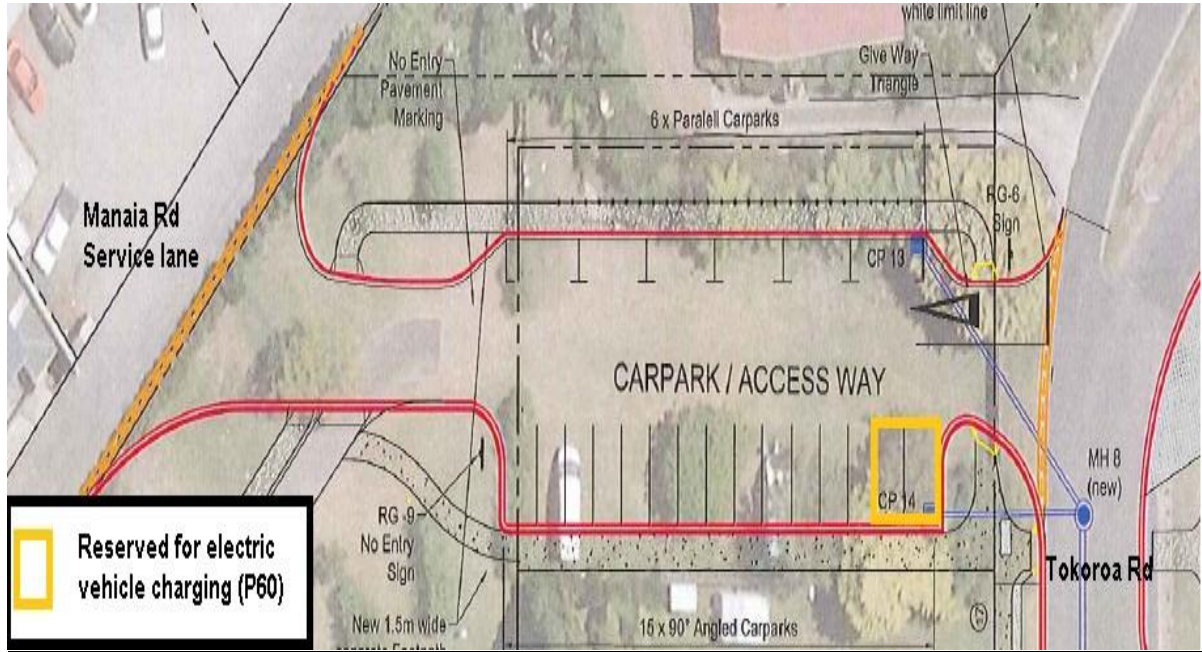 white limit line
No Entry
Pavement
Marking
Give Way
Triangle
6 x Paralell Carparks
Manaia Rd
Service lane
RG-6
Sign
CP 13
CARPARK / ACCESS WAY
CP 14
MH 8
(new)
RG -9
No Entry
Sign
Reserved for electric
vehicle charging (P60)
Tokoroa Rd
New 1.5m wide
15 x 90° Angled Carparks